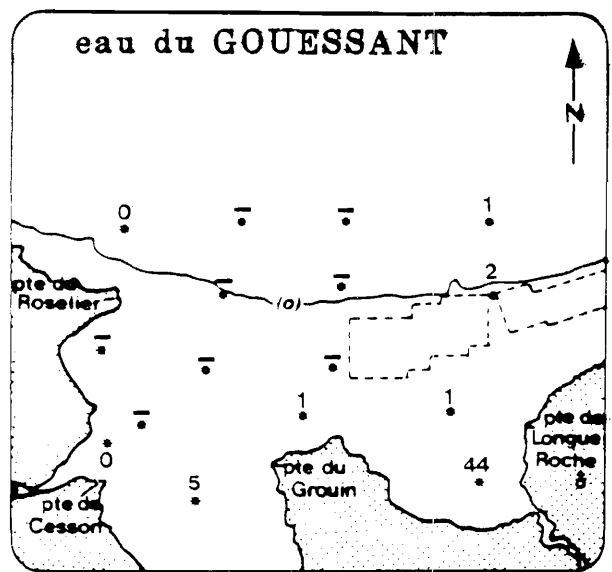 eau du GOUESSANT
N
0 – – 1
– – 2
(o)
pte de
Roselier
– – –
1 1
–
0
5
44
pte de
Cesson
pte du
Grouin
pte de
Longue
Roche